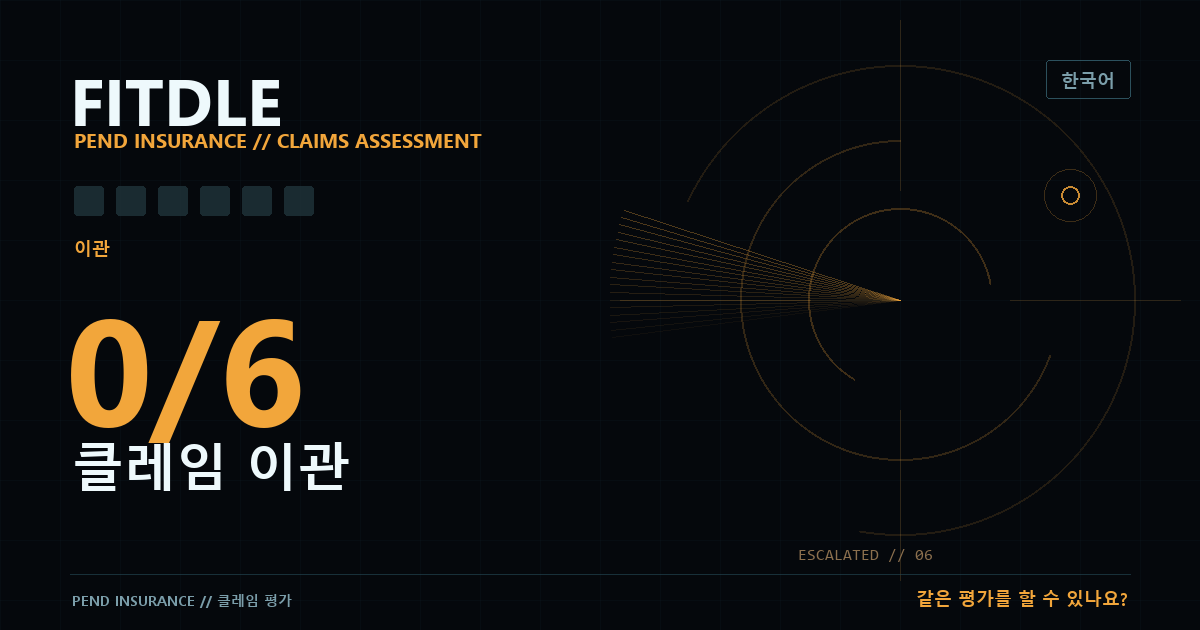 FITDLE
한국어
PEND INSURANCE // CLAIMS ASSESSMENT
이관
0/6
클레임 이관
ESCALATED // 06
PEND INSURANCE // 클레임 평가
같은 평가를 할 수 있나요?